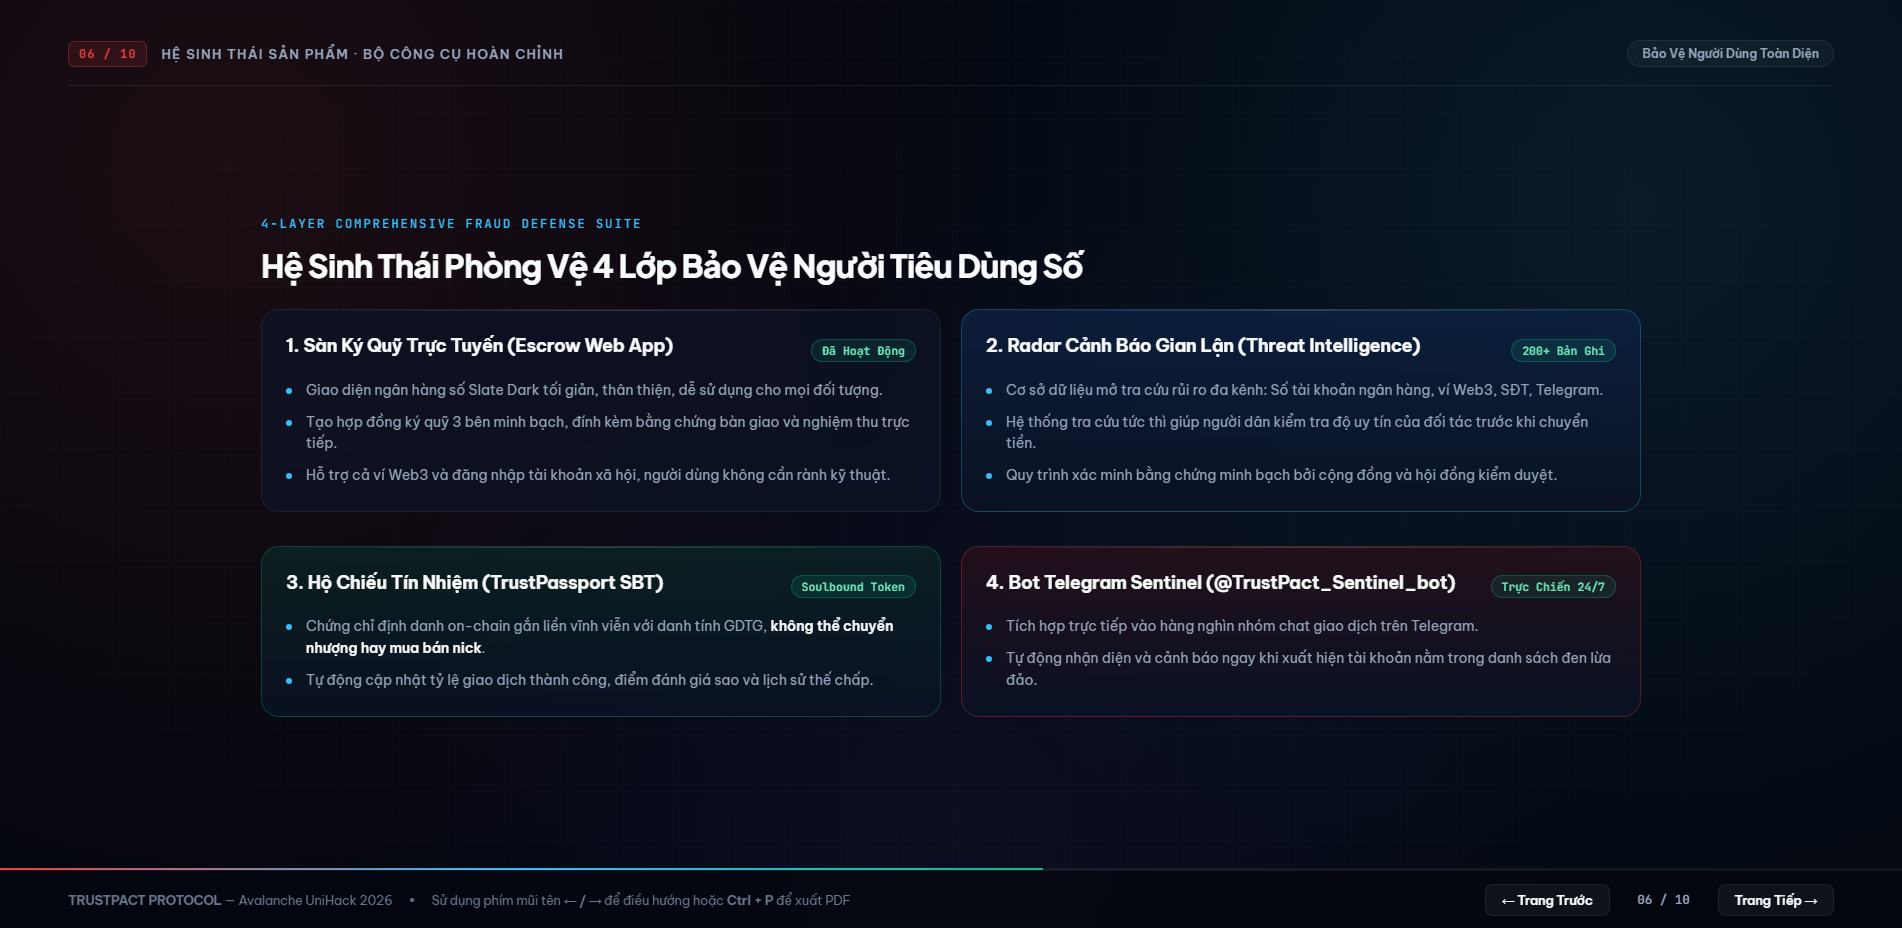 06 / 10
HỆ SINH THÁI SẢN PHẨM · BỘ CÔNG CỤ HOÀN CHỈNH
Bảo Vệ Người Dùng Toàn Diện
4-LAYER COMPREHENSIVE FRAUD DEFENSE SUITE
Hệ Sinh Thái Phòng Vệ 4 Lớp Bảo Vệ Người Tiêu Dùng Số
1. Sàn Ký Quỹ Trực Tuyến (Escrow Web App)
Đã Hoạt Động
• Giao diện ngân hàng số Slate Dark tối giản, thân thiện, dễ sử dụng cho mọi đối tượng.
• Tạo hợp đồng ký quỹ 3 bên minh bạch, đính kèm bằng chứng bàn giao và nghiệm thu trực
tiếp.
• Hỗ trợ cả ví Web3 và đăng nhập tài khoản xã hội, người dùng không cần rành kỹ thuật.
2. Radar Cảnh Báo Gian Lận (Threat Intelligence)
200+ Bản Ghi
• Cơ sở dữ liệu mở tra cứu rủi ro đa kênh: Số tài khoản ngân hàng, ví Web3, SĐT, Telegram.
• Hệ thống tra cứu tức thì giúp người dân kiểm tra độ uy tín của đối tác trước khi chuyển
tiền.
• Quy trình xác minh bằng chứng minh bạch bởi cộng đồng và hội đồng kiểm duyệt.
3. Hộ Chiếu Tín Nhiệm (TrustPassport SBT)
Soulbound Token
• Chứng chỉ định danh on-chain gắn liền vĩnh viễn với danh tính GDTG, không thể chuyển
nhượng hay mua bán nick.
• Tự động cập nhật tỷ lệ giao dịch thành công, điểm đánh giá sao và lịch sử thế chấp.
4. Bot Telegram Sentinel (@TrustPact_Sentinel_bot)
Trực Chiến 24/7
• Tích hợp trực tiếp vào hàng nghìn nhóm chat giao dịch trên Telegram.
• Tự động nhận diện và cảnh báo ngay khi xuất hiện tài khoản nằm trong danh sách đen lừa
đảo.
TRUSTPACT PROTOCOL — Avalanche UniHack 2026 • Sử dụng phím mũi tên ← / → để điều hướng hoặc Ctrl + P để xuất PDF
← Trang Trước
06 / 10
Trang Tiếp →